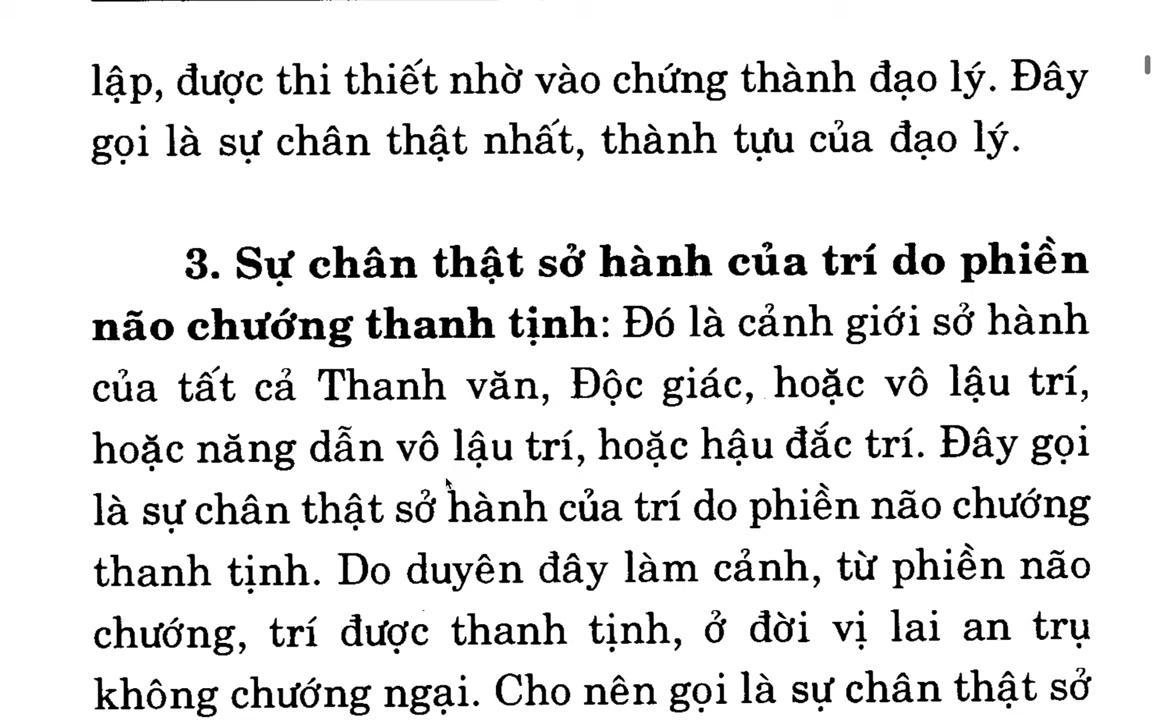 lập, được thi thiết nhờ vào chứng thành đạo lý. Đây
gọi là sự chân thật nhất, thành tựu của đạo lý.
3. Sự chân thật sở hành của trí do phiền
não chướng thanh tịnh: Đó là cảnh giới sở hành
của tất cả Thanh văn, Độc giác, hoặc vô lậu trí,
hoặc năng dẫn vô lậu trí, hoặc hậu đắc trí. Đây gọi
là sự chân thật sở hành của trí do phiền não chướng
thanh tịnh. Do duyên đây làm cảnh, từ phiền não
chướng, trí được thanh tịnh, ở đời vị lai an trụ
không chướng ngại. Cho nên gọi là sự chân thật sở